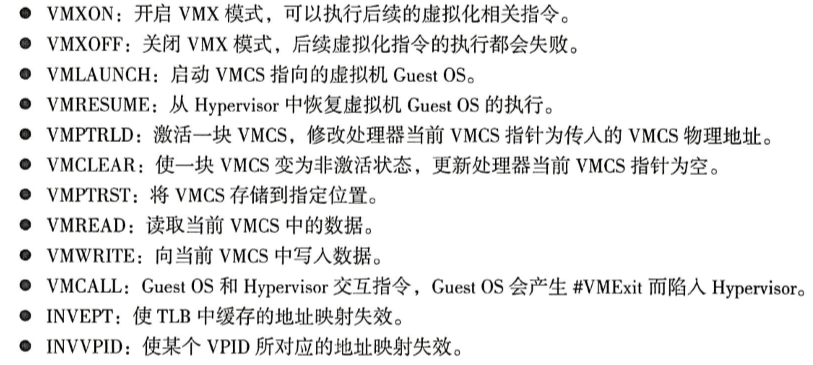 ● VMXON：开启 VMX 模式，可以执行后续的虚拟化相关指令。
● VMXOFF：关闭 VMX 模式，后续虚拟化指令的执行都会失败。
● VMLAUNCH：启动 VMCS 指向的虚拟机 Guest OS。
● VMRESUME：从 Hypervisor 中恢复虚拟机 Guest OS 的执行。
● VMPTRLD：激活一块 VMCS，修改处理器当前 VMCS 指针为传入的 VMCS 物理地址。
● VMCLEAR：使一块 VMCS 变为非激活状态，更新处理器当前 VMCS 指针为空。
● VMPTRST：将 VMCS 存储到指定位置。
● VMREAD：读取当前 VMCS 中的数据。
● VMWRITE：向当前 VMCS 中写入数据。
● VMCALL：Guest OS 和 Hypervisor 交互指令，Guest OS 会产生 #VMExit 而陷入 Hypervisor。
● INVEPT：使 TLB 中缓存的地址映射失效。
● INVVPID：使某个 VPID 所对应的地址映射失效。